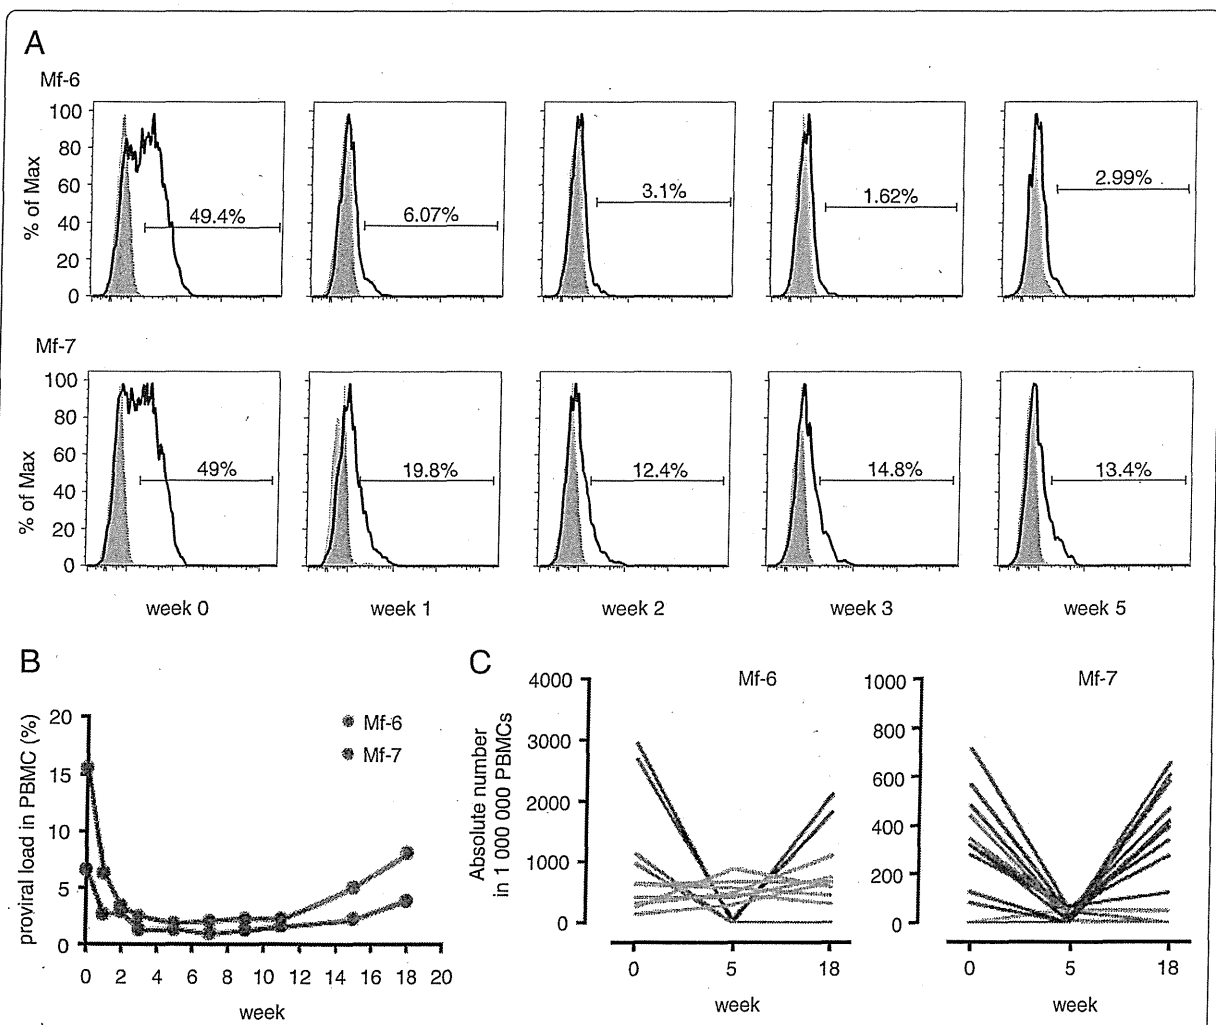 A
Mf-6
% of Max
100
80
60
40
20
0
49.4%
6.07%
3.1%
1.62%
2.99%
Mf-7
% of Max
100
80
60
40
20
0
49%
19.8%
12.4%
14.8%
13.4%
week 0
week 1
week 2
week 3
week 5
B
proviral load in PBMC (%)
20
15
10
5
0
Mf-6
Mf-7
0 2 4 6 8 10 12 14 16 18 20
week
C
Absolute number
in 1 000 000 PBMCs
Mf-6
4000
3000
2000
1000
0
0 5 18
week
Mf-7
1000
800
600
400
200
0
0 5 18
week